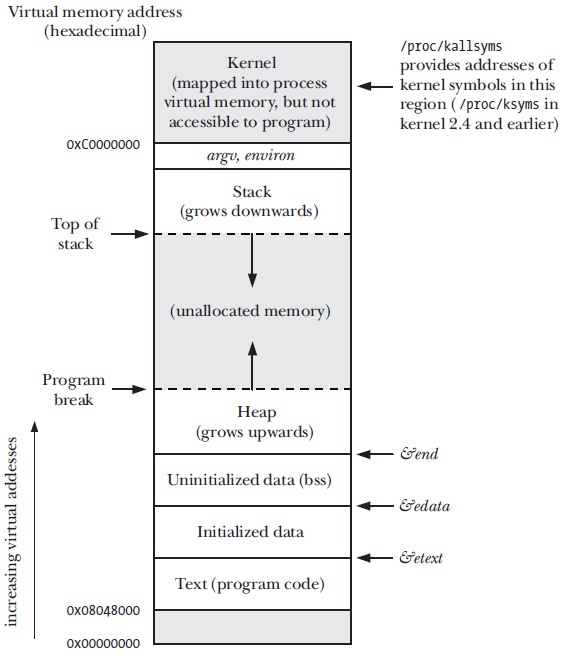 Virtual memory address
(hexadecimal)
Kernel
(mapped into process
virtual memory, but not
accessible to program)
/proc/kallsyms
provides addresses of
kernel symbols in this
region (/proc/ksyms in
kernel 2.4 and earlier)
0xC0000000
argv, environ
Stack
(grows downwards)
Top of
stack
(unallocated memory)
Program
break
Heap
(grows upwards)
&end
Uninitialized data (bss)
&edata
Initialized data
&etext
Text (program code)
0x08048000
0x00000000
increasing virtual addesses